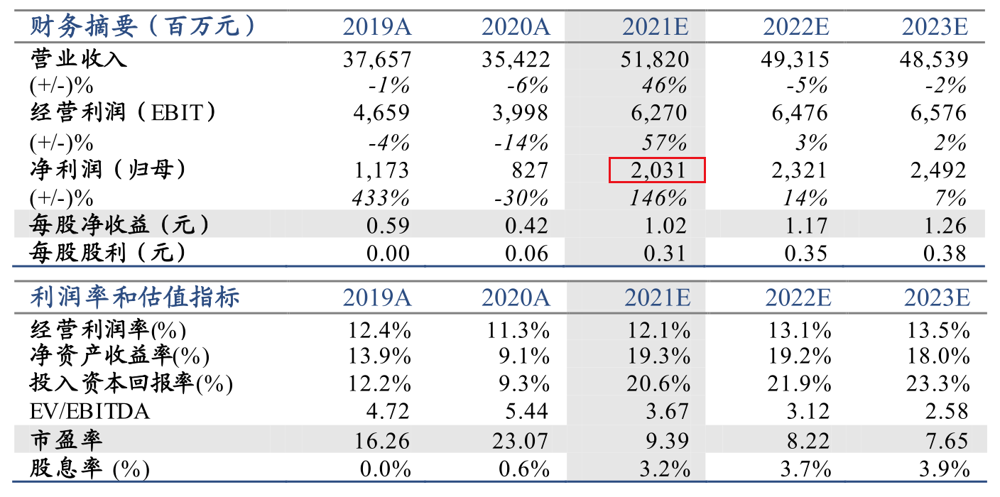 财务摘要（百万元） 2019A 2020A 2021E 2022E 2023E
营业收入 37,657 35,422 51,820 49,315 48,539
(+/-)% -1% -6% 46% -5% -2%
经营利润（EBIT） 4,659 3,998 6,270 6,476 6,576
(+/-)% -4% -14% 57% 3% 2%
净利润（归母） 1,173 827 2,031 2,321 2,492
(+/-)% 433% -30% 146% 14% 7%
每股净收益（元） 0.59 0.42 1.02 1.17 1.26
每股股利（元） 0.00 0.06 0.31 0.35 0.38
利润率和估值指标 2019A 2020A 2021E 2022E 2023E
经营利润率(%) 12.4% 11.3% 12.1% 13.1% 13.5%
净资产收益率(%) 13.9% 9.1% 19.3% 19.2% 18.0%
投入资本回报率(%) 12.2% 9.3% 20.6% 21.9% 23.3%
EV/EBITDA 4.72 5.44 3.67 3.12 2.58
市盈率 16.26 23.07 9.39 8.22 7.65
股息率 (%) 0.0% 0.6% 3.2% 3.7% 3.9%